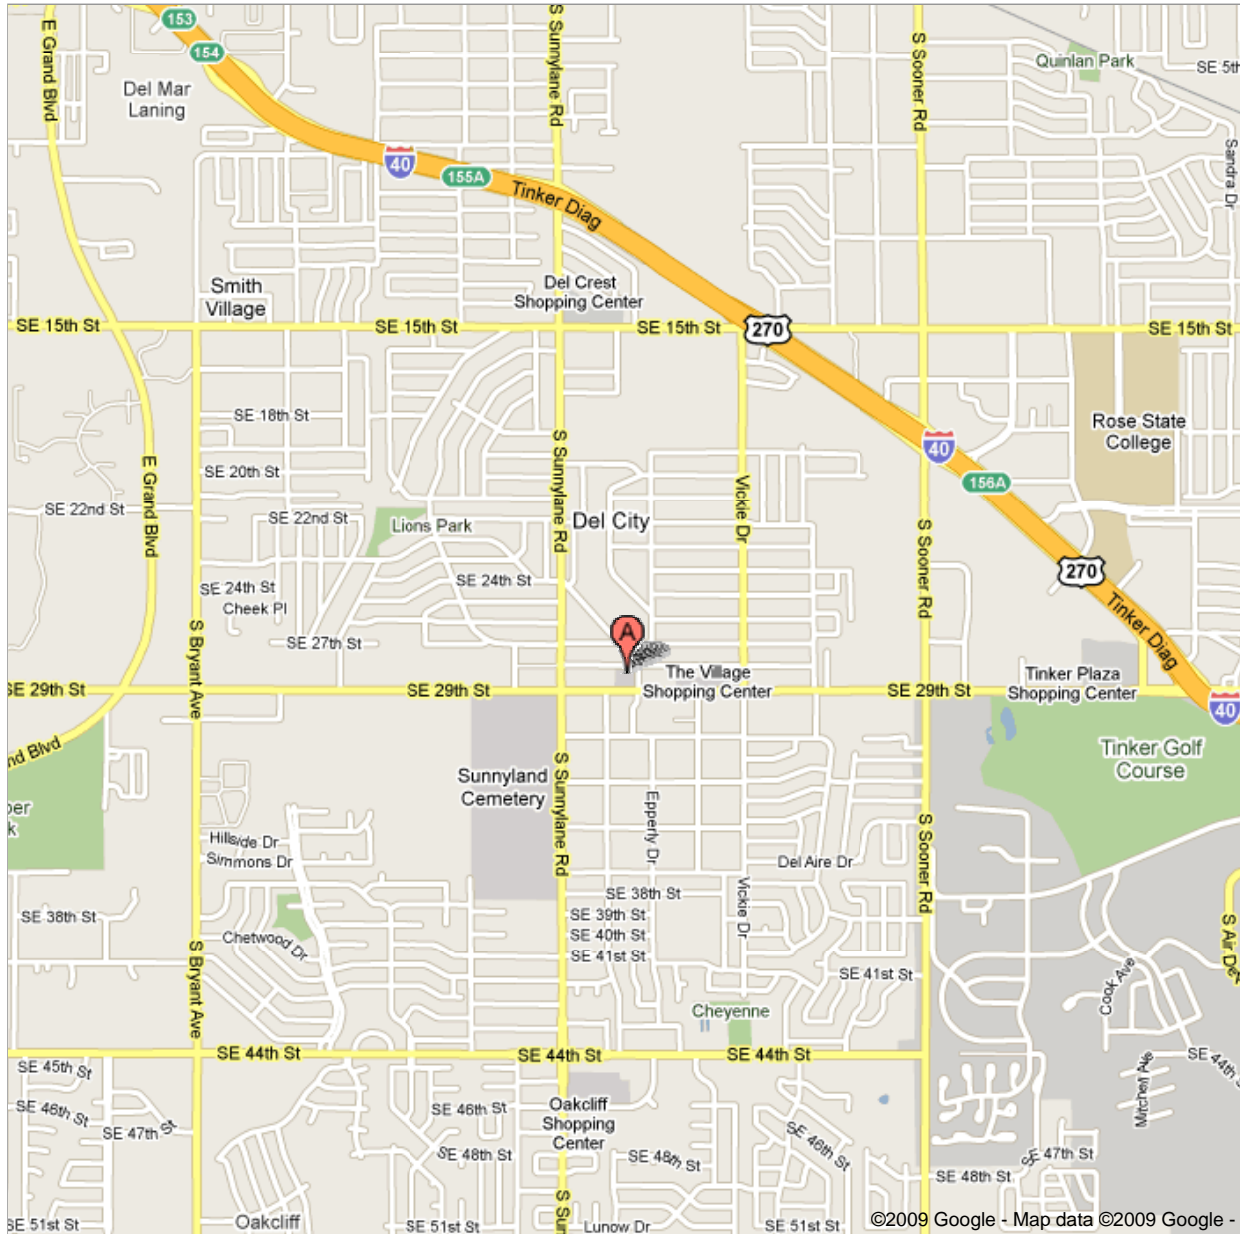 153
154
E Grand Blvd
S Sunnylane Rd
S Sooner Rd
Quinlan Park
SE 5th
Del Mar
Laning
40
155A
Tinker Diag
Sandra Dr
Smith
Village
Del Crest
Shopping Center
SE 15th St
SE 15th St
SE 15th St
270
SE 15th St
SE 18th St
Rose State
College
40
SE 20th St
156A
E Grand Blvd
S Sunnylane Rd
Vickie Dr
SE 22nd St
SE 22nd St
Lions Park
Del City
S Sooner Rd
270
SE 24th St
SE 24th St
Cheek Pl
Tinker Diag
S Bryant Ave
SE 27th St
A
The Village
Shopping Center
Tinker Plaza
Shopping Center
SE 29th St
SE 29th St
SE 29th St
40
nd Blvd
Tinker Golf
Course
Sunnyland
Cemetery
S Sunnylane Rd
Epperly Dr
S Sooner Rd
per
k
Hillside Dr
Simmons Dr
Del Aire Dr
SE 38th St
Vickie Dr
SE 38th St
SE 39th St
SE 40th St
SE 41st St
Chetwood Dr
S Bryant Ave
SE 41st St
Cook Ave
S Air De
Cheyenne
SE 44th St
SE 44th St
SE 44th St
SE 44th S
SE 45th St
Mitchell Ave
SE 46th St
SE 46th St
Oakcliff
Shopping
Center
SE 47th St
SE 46th St
SE 48th St
SE 48th St
SE 47th St
SE 48th St
S Sun
SE 51st St
Oakcliff
SE 51st St
Lunow Dr
SE 51st St
©2009 Google - Map data ©2009 Google -